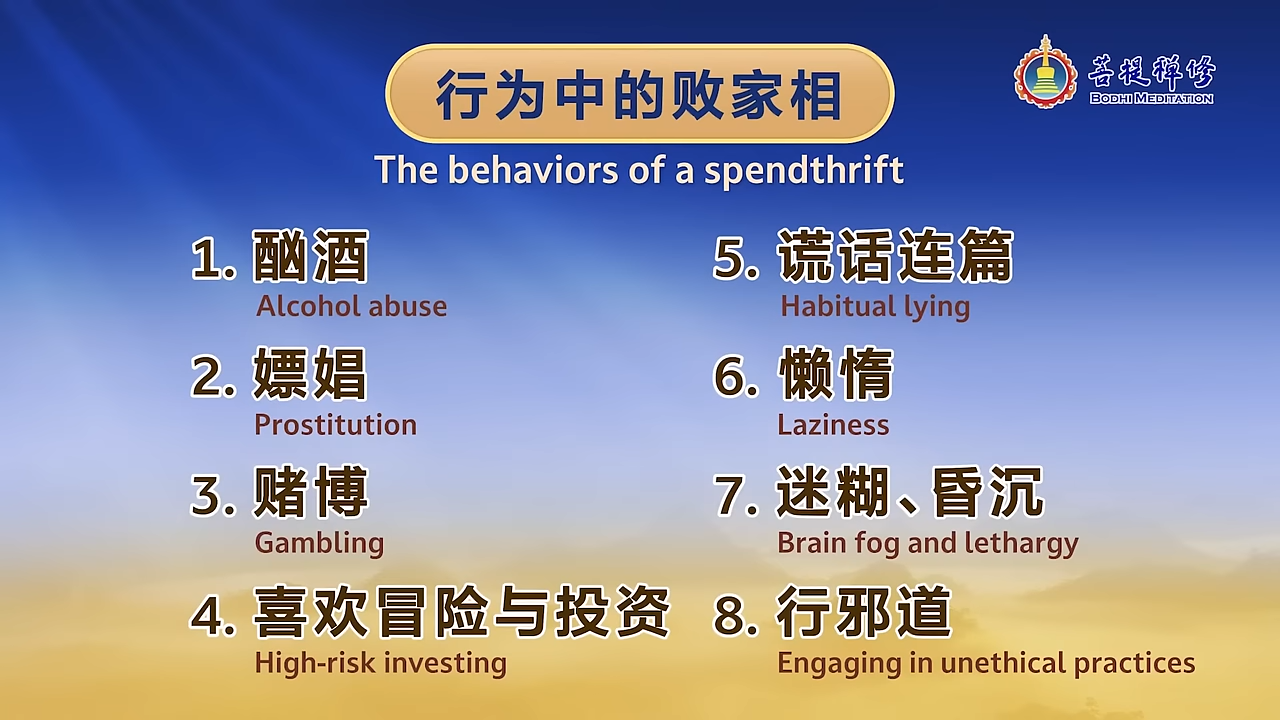 行为中的败家相
The behaviors of a spendthrift
菩提禅修
BODHI MEDITATION
1. 酗酒
Alcohol abuse
2. 嫖娼
Prostitution
3. 赌博
Gambling
4. 喜欢冒险与投资
High-risk investing
5. 谎话连篇
Habitual lying
6. 懒惰
Laziness
7. 迷糊、昏沉
Brain fog and lethargy
8. 行邪道
Engaging in unethical practices